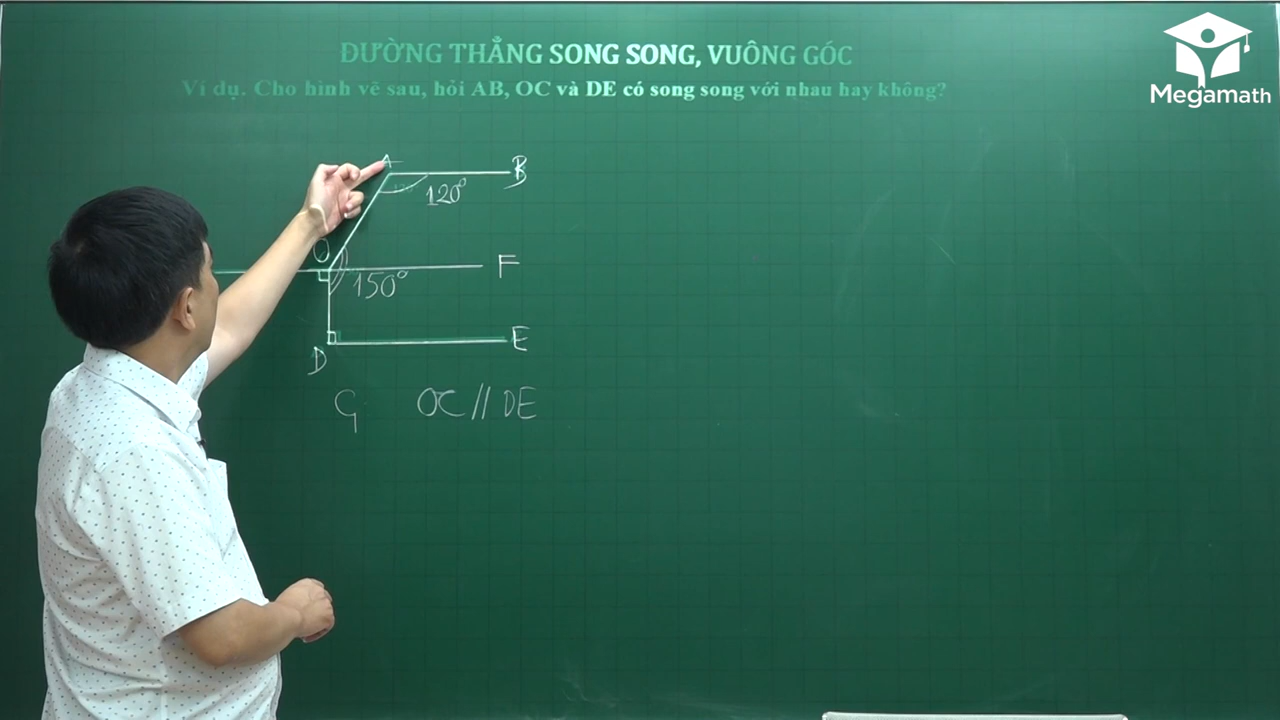 ĐƯỜNG THẲNG SONG SONG, VUÔNG GÓC
Megamath
Ví dụ. Cho hình vẽ sau, hỏi AB, OC và DE có song song với nhau hay không?
A
B
120°
O
F
150°
D
E
OC // DE